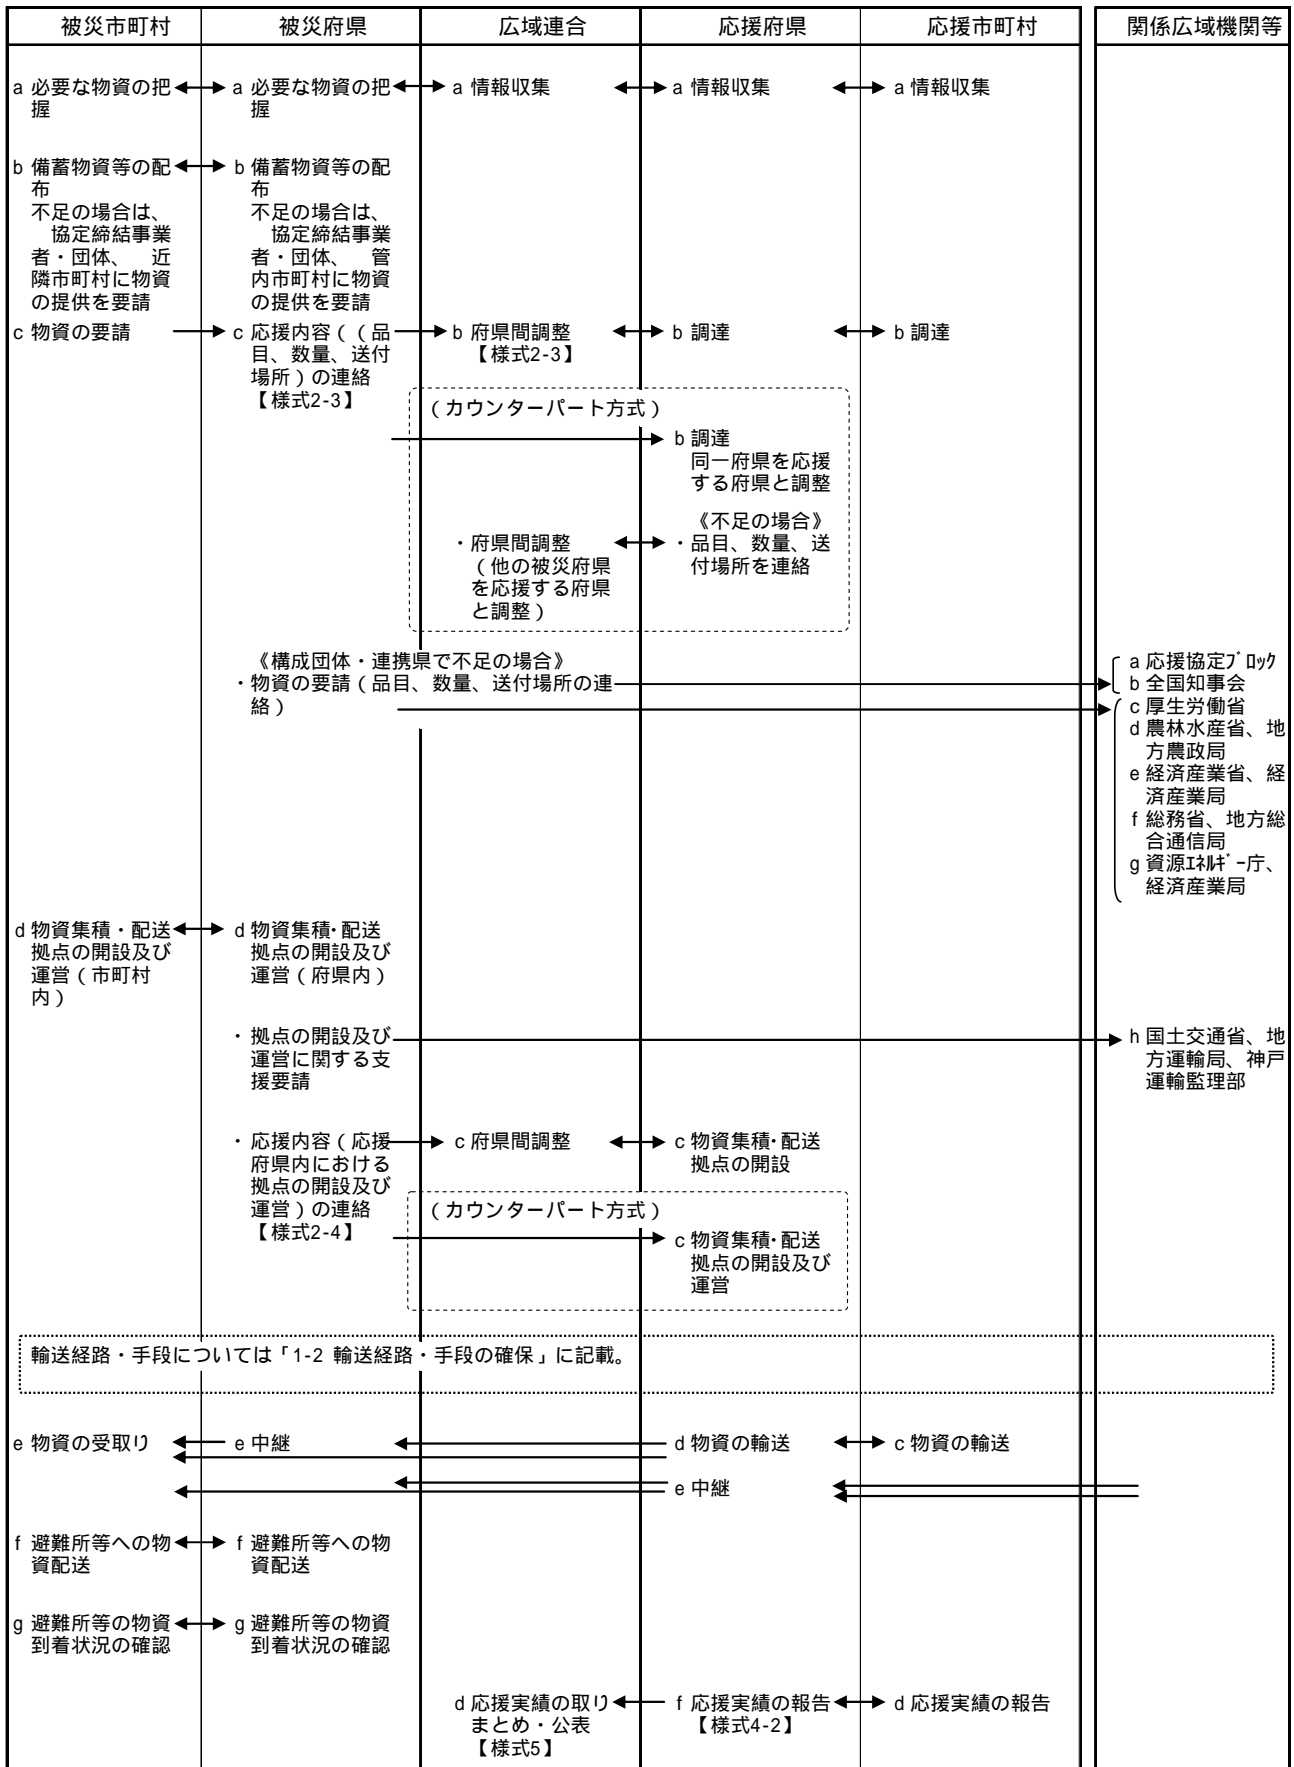 被災市町村
被災府県
広域連合
応援府県
応援市町村
関係広域機関等
a 必要な物資の把
握
a 必要な物資の把
握
a 情報収集
a 情報収集
a 情報収集
b 備蓄物資等の配
布
不足の場合は、
協定締結事業
者・団体、 近
隣市町村に物資
の提供を要請
b 備蓄物資等の配
布
不足の場合は、
協定締結事業
者・団体、 管
内市町村に物資
の提供を要請
c 物資の要請
c 応援内容((品
目、数量、送付
場所)の連絡
【様式2-3】
b 府県間調整
【様式2-3】
b 調達
b 調達
(カウンターパート方式)
b 調達
同一府県を応援
する府県と調整
《不足の場合》
・品目、数量、送
付場所を連絡
・府県間調整
(他の被災府県
を応援する府県
と調整)
《構成団体・連携県で不足の場合》
・物資の要請(品目、数量、送付場所の連
絡)
a 応援協定ブロック
b 全国知事会
c 厚生労働省
d 農林水産省、地
方農政局
e 経済産業省、経
済産業局
f 総務省、地方総
合通信局
g 資源エネルギー庁、
経済産業局
d 物資集積・配送
拠点の開設及び
運営(市町村
内)
d 物資集積・配送
拠点の開設及び
運営(府県内)
・拠点の開設及び
運営に関する支
援要請
h 国土交通省、地
方運輸局、神戸
運輸監理部
・応援内容(応援
府県内における
拠点の開設及び
運営)の連絡
【様式2-4】
c 府県間調整
c 物資集積・配送
拠点の開設
(カウンターパート方式)
c 物資集積・配送
拠点の開設及び
運営
輸送経路・手段については「1-2 輸送経路・手段の確保」に記載。
e 物資の受取り
e 中継
d 物資の輸送
c 物資の輸送
e 中継
f 避難所等への物
資配送
f 避難所等への物
資配送
g 避難所等の物資
到着状況の確認
g 避難所等の物資
到着状況の確認
d 応援実績の取り
まとめ・公表
【様式5】
f 応援実績の報告
【様式4-2】
d 応援実績の報告